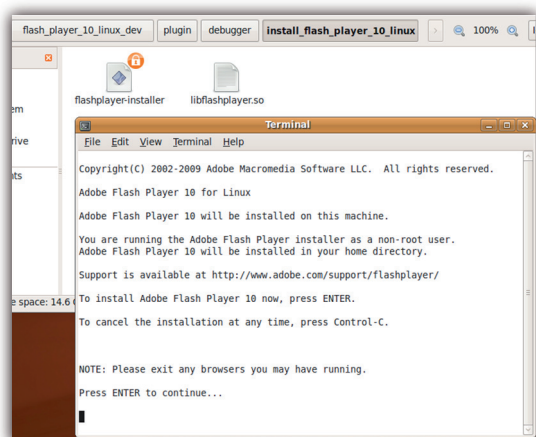 flash_player_10_linux_dev plugin debugger install_flash_player_10_linux 100%
em
rive
ts
e space: 14.6
flashplayer-installer libflashplayer.so
Terminal
File Edit View Terminal Help
Copyright(C) 2002-2009 Adobe Macromedia Software LLC. All rights reserved.
Adobe Flash Player 10 for Linux
Adobe Flash Player 10 will be installed on this machine.
You are running the Adobe Flash Player installer as a non-root user.
Adobe Flash Player 10 will be installed in your home directory.
Support is available at http://www.adobe.com/support/flashplayer/
To install Adobe Flash Player 10 now, press ENTER.
To cancel the installation at any time, press Control-C.
NOTE: Please exit any browsers you may have running.
Press ENTER to continue...